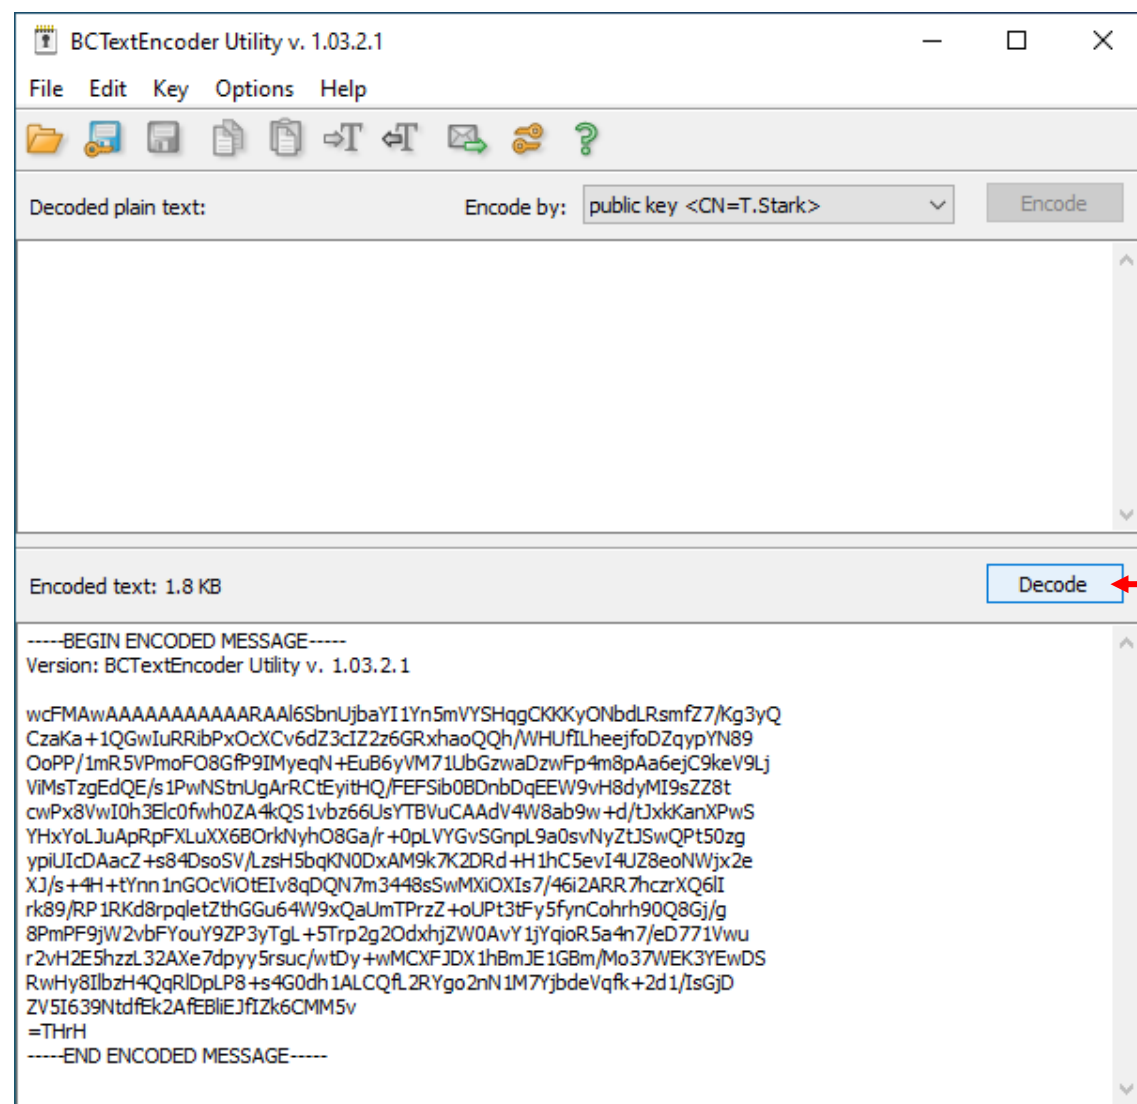 BCTextEncoder Utility v. 1.03.2.1
File Edit Key Options Help
Decoded plain text: Encode by: public key <CN=T.Stark> Encode
Encoded text: 1.8 KB Decode
-----BEGIN ENCODED MESSAGE-----
Version: BCTextEncoder Utility v. 1.03.2.1
wcFMAwAAAAAAAAAAARAAl6SbnUjbaYI1Yn5mVYSHqgCKKKyONbdLRsmfZ7/Kg3yQ
CzaKa+1QGwIuRRibPxOcXCv6dZ3cIZ2z6GRxhaoQQh/WHUfILheejfoDZqypYN89
OoPP/1mR5VPmoFO8GfP9IMyeqN+EuB6yVM71UbGzwaDzwFp4m8pAa6ejC9keV9Lj
ViMsTzgEdQE/s1PwNStnUgArRCtEyitHQ/FEFSib0BDnbDqEEW9vH8dyMI9sZZ8t
cwPx8VwI0h3Elc0fwh0ZA4kQS1vbz66UsYTBVuCAAdV4W8ab9w+d/tJxkKanXPwS
YHxYoLJuApRpFXLuXX6BOrkNyhO8Ga/r+0pLVYGvSGnpL9a0svNyZtJSwQPt50zg
ypiUIcDAacZ+s84DsoSV/LzsH5bqKN0DxAM9k7K2DRd+H1hC5evI4UZ8eoNWjx2e
XJ/s+4H+tYnn1nGOcViOtEIv8qDQN7m3448sSwMXiOXIs7/46i2ARR7hczrXQ6lI
rk89/RP1RKd8rpqletZthGGu64W9xQaUmTPrzZ+oUPt3tFy5fynCohrh90Q8Gj/g
8PmPF9jW2vbFYouY9ZP3yTgL+5Trp2g2OdxhjZW0AvY1jYqioR5a4n7/eD771Vwu
r2vH2E5hzzL32AXe7dpyy5rsuc/wtDy+wMCXFJDX1hBmJE1GBm/Mo37WEK3YEwDS
RwHy8IlbzH4QqRlDpLP8+s4G0dh1ALCQfL2RYgo2nN1M7YjbdeVqfk+2d1/IsGjD
ZV5I639NtdfEk2AfEBliEJfIZk6CMM5v
=THrH
-----END ENCODED MESSAGE-----